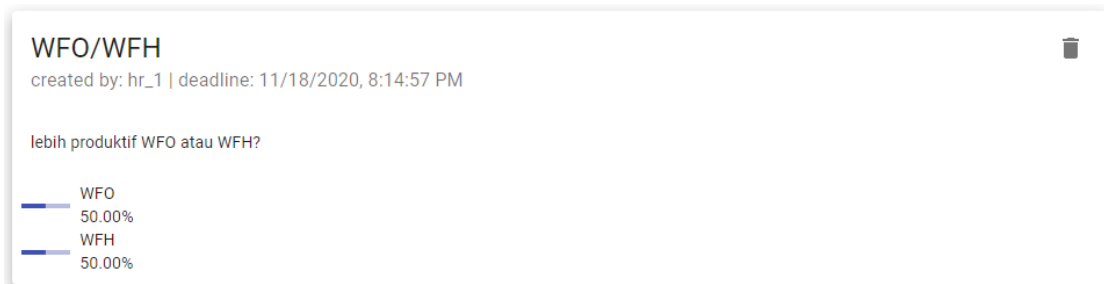 WFO/WFH
created by: hr_1 | deadline: 11/18/2020, 8:14:57 PM
lebih produktif WFO atau WFH?
WFO
50.00%
WFH
50.00%